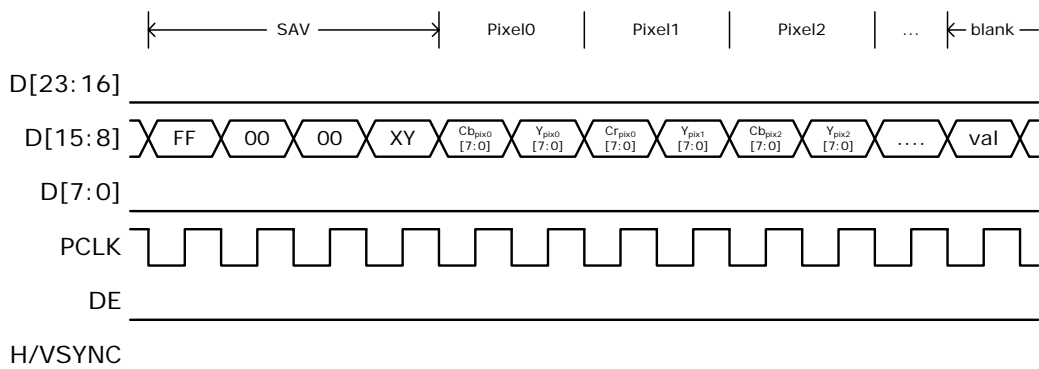 SAV Pixel0 Pixel1 Pixel2 ... blank
D[23:16]
D[15:8] FF 00 00 XY Cbpix0 [7:0] Ypix0 [7:0] Crpix0 [7:0] Ypix1 [7:0] Cbpix2 [7:0] Ypix2 [7:0] .... val
D[7:0]
PCLK
DE
H/VSYNC